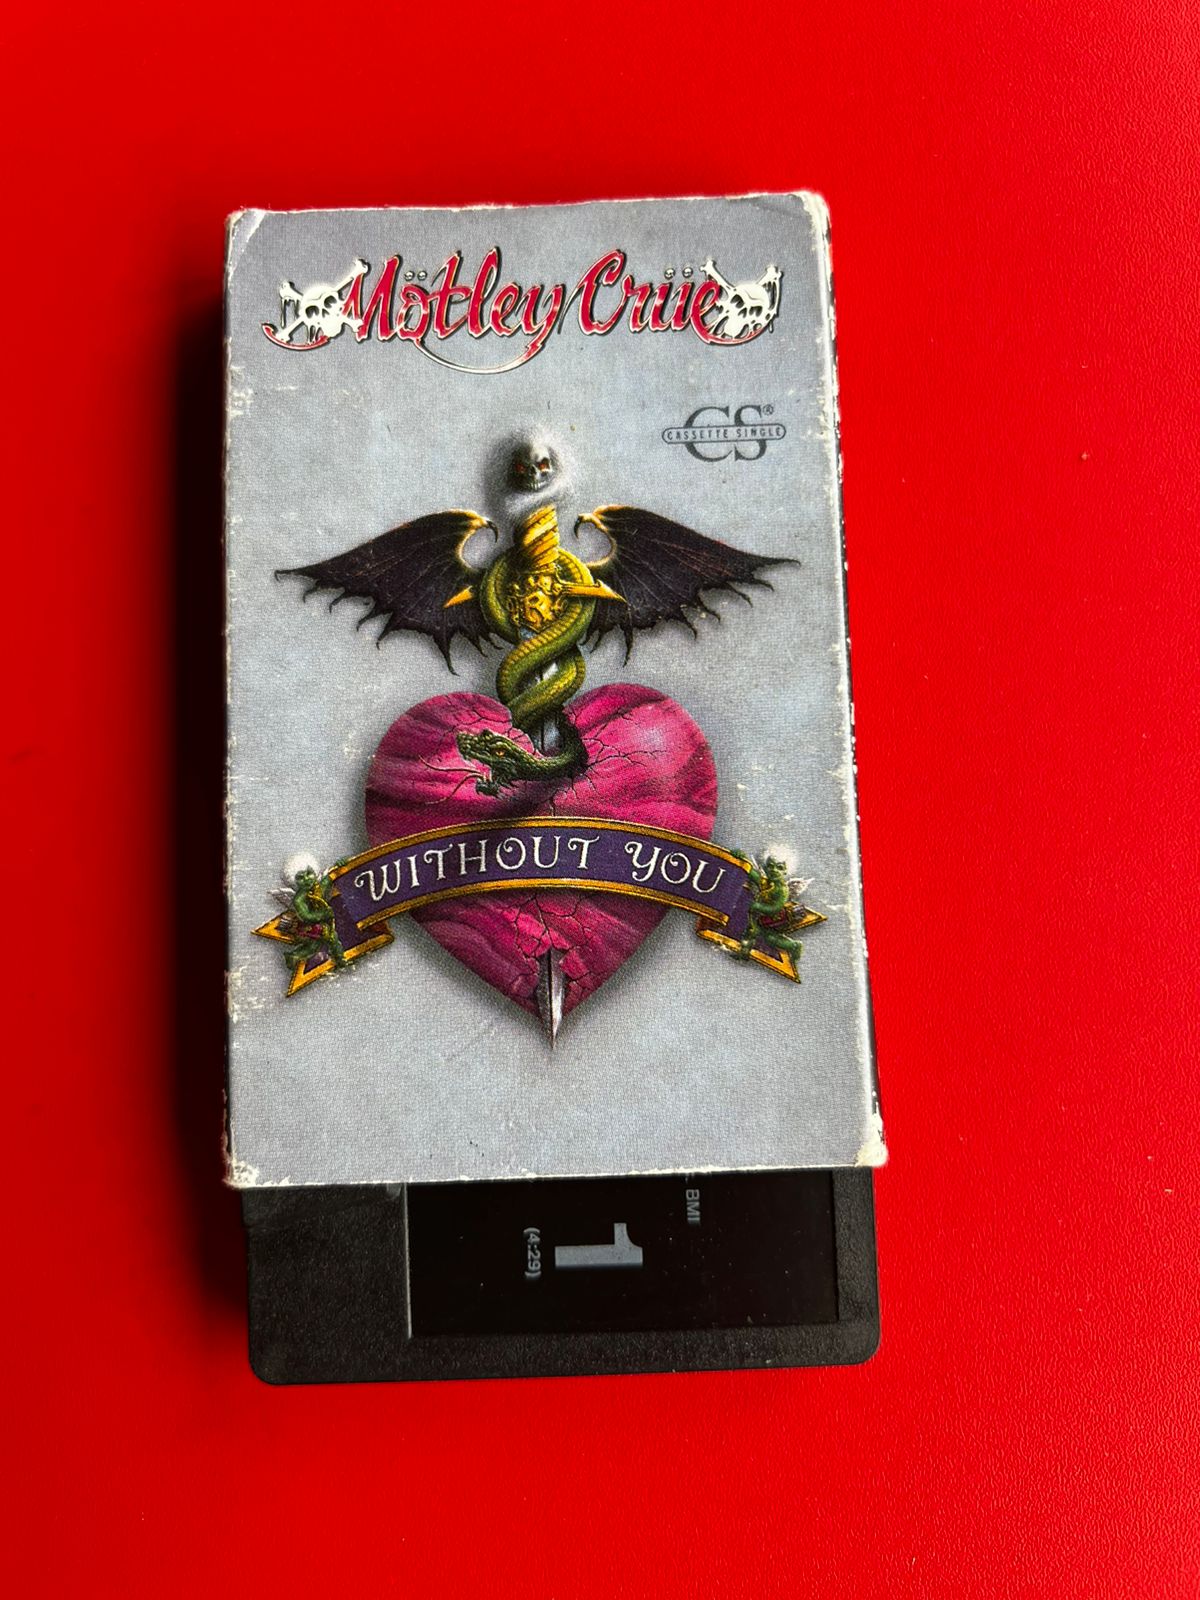 Mötley Crüe
CS®
CASSETTE SINGLE
WITHOUT YOU
. BMI
1
(4:29)